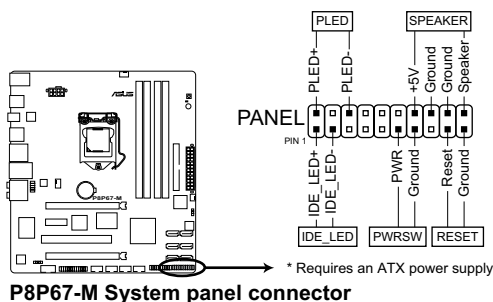 PLED
SPEAKER
PLED+
PLED-
+5V
Ground
Ground
Speaker
PANEL
PIN 1
IDE_LED+
IDE_LED-
PWR
Ground
Reset
Ground
IDE_LED
PWRSW
RESET
ASUS
P8P67-M
* Requires an ATX power supply
P8P67-M System panel connector